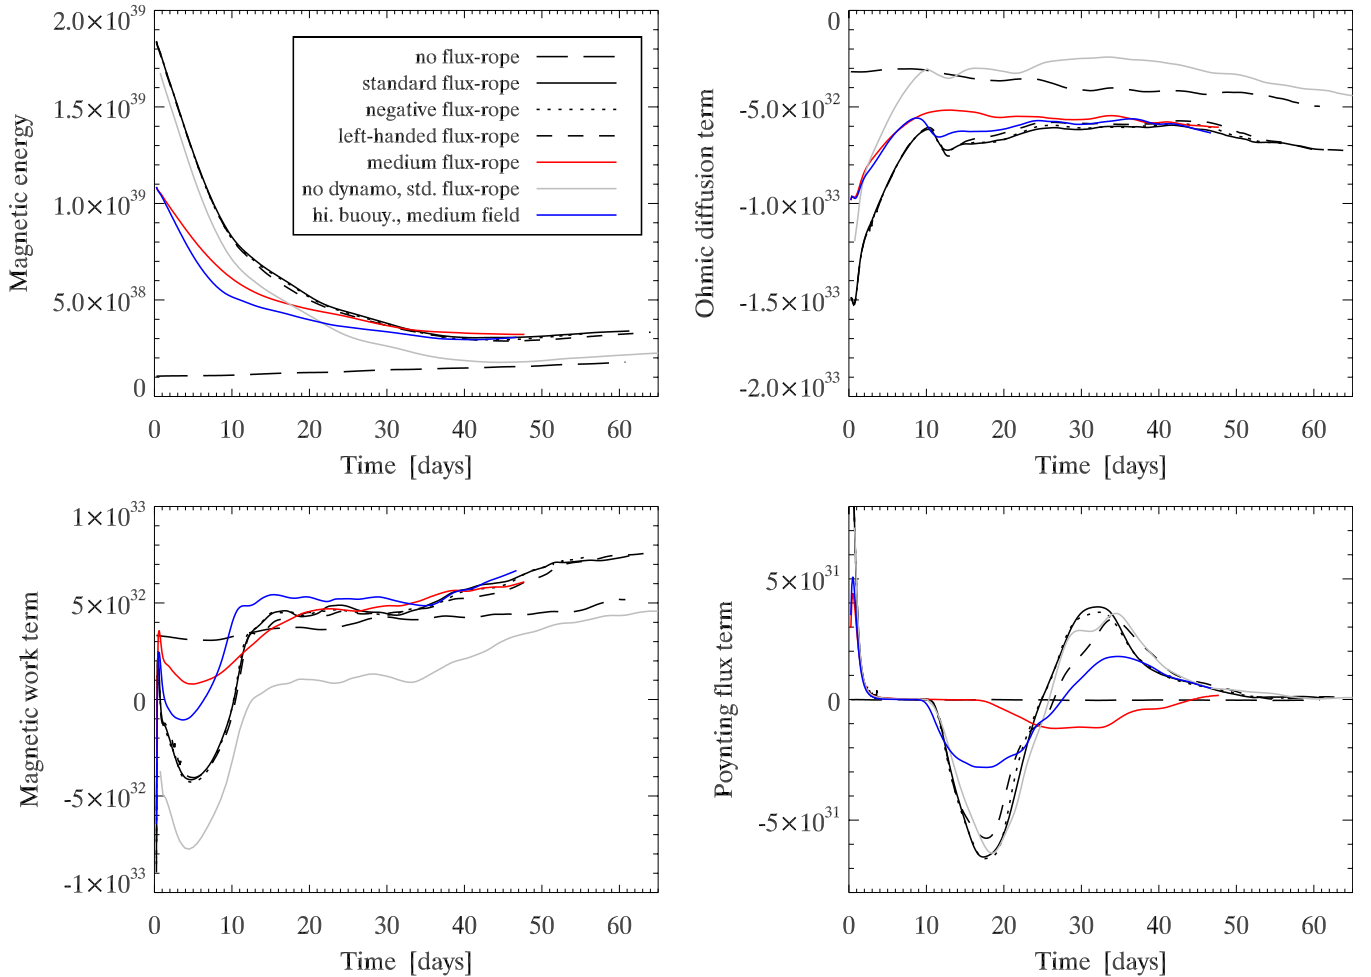 2.0×10^39
1.5×10^39
1.0×10^39
5.0×10^38
0
Magnetic energy
no flux-rope
standard flux-rope
negative flux-rope
left-handed flux-rope
medium flux-rope
no dynamo, std. flux-rope
hi. buouy., medium field
0 10 20 30 40 50 60
Time [days]
0
-5.0×10^32
-1.0×10^33
-1.5×10^33
-2.0×10^33
Ohmic diffusion term
0 10 20 30 40 50 60
Time [days]
1×10^33
5×10^32
0
-5×10^32
-1×10^33
Magnetic work term
0 10 20 30 40 50 60
Time [days]
5×10^31
0
-5×10^31
Poynting flux term
0 10 20 30 40 50 60
Time [days]